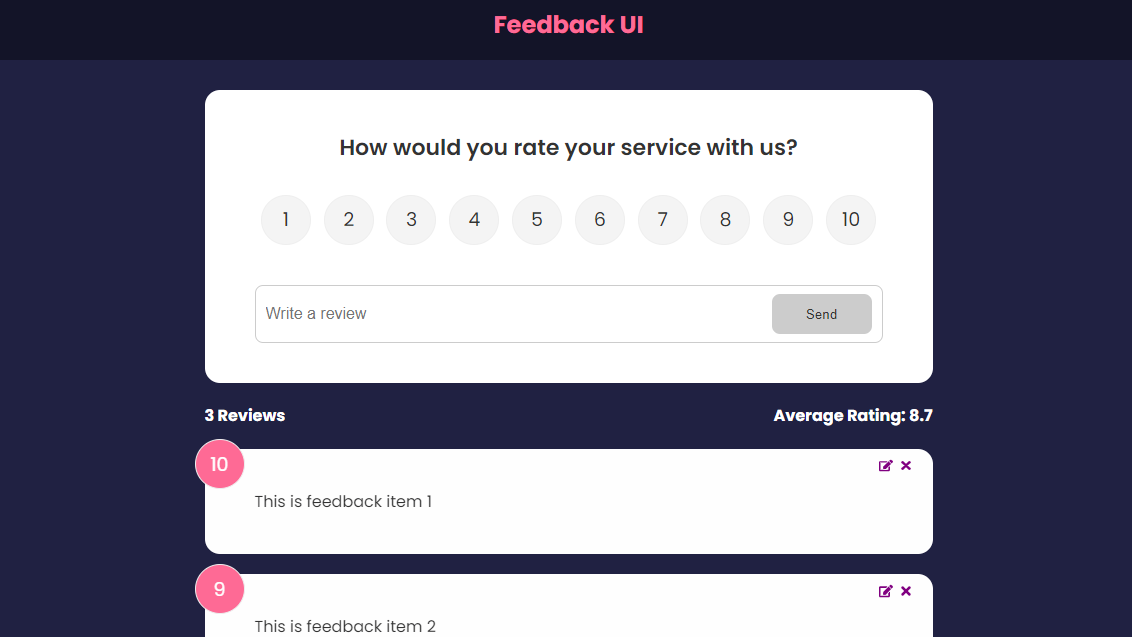 Feedback UI
How would you rate your service with us?
1 2 3 4 5 6 7 8 9 10
Write a review
Send
3 Reviews
Average Rating: 8.7
10
This is feedback item 1
9
This is feedback item 2